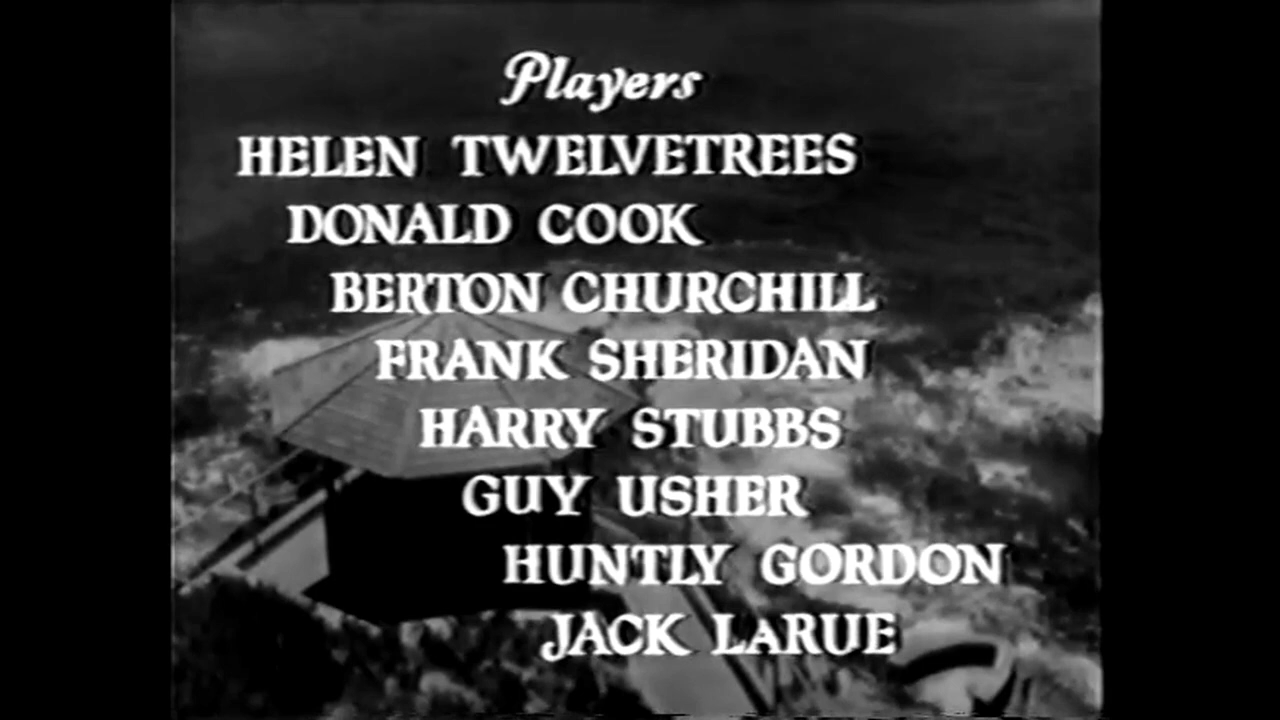 Players
HELEN TWELVETREES
DONALD COOK
BERTON CHURCHILL
FRANK SHERIDAN
HARRY STUBBS
GUY USHER
HUNTLY GORDON
JACK LARUE